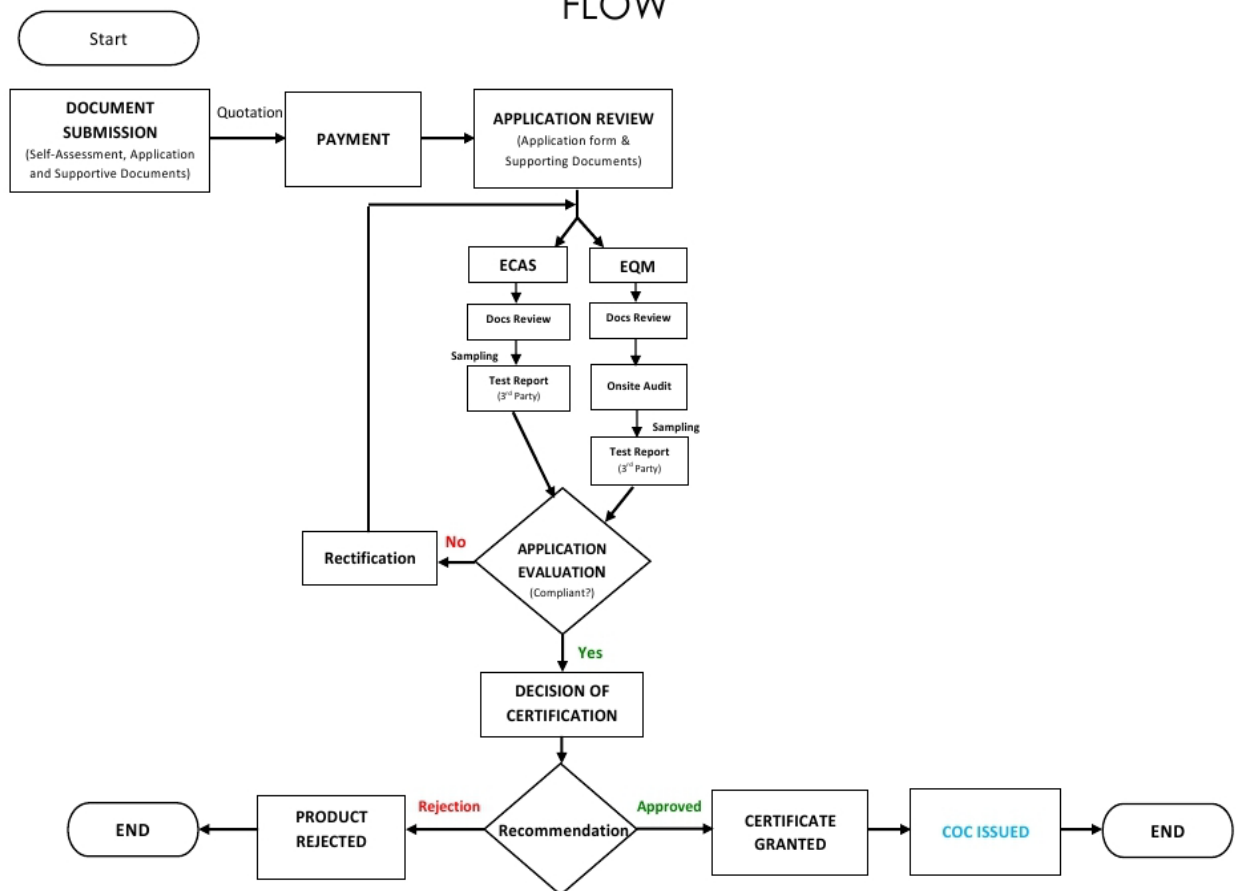 FLOW
Start
DOCUMENT
SUBMISSION
(Self-Assessment, Application
and Supportive Documents)
Quotation
PAYMENT
APPLICATION REVIEW
(Application form &
Supporting Documents)
ECAS
EQM
Docs Review
Docs Review
Sampling
Test Report
(3rd Party)
Onsite Audit
Sampling
Test Report
(3rd Party)
Rectification
No
APPLICATION
EVALUATION
(Compliant?)
Yes
DECISION OF
CERTIFICATION
END
PRODUCT
REJECTED
Rejection
Recommendation
Approved
CERTIFICATE
GRANTED
COC ISSUED
END